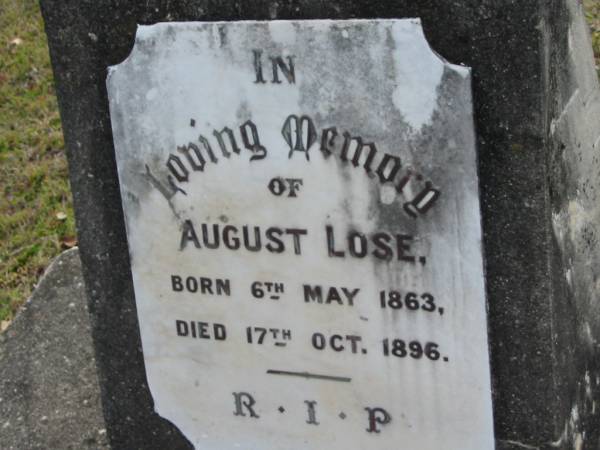 IN
Loving Memory
OF
AUGUST LOSE,
BORN 6TH MAY 1863,
DIED 17TH OCT. 1896.
R · I · P